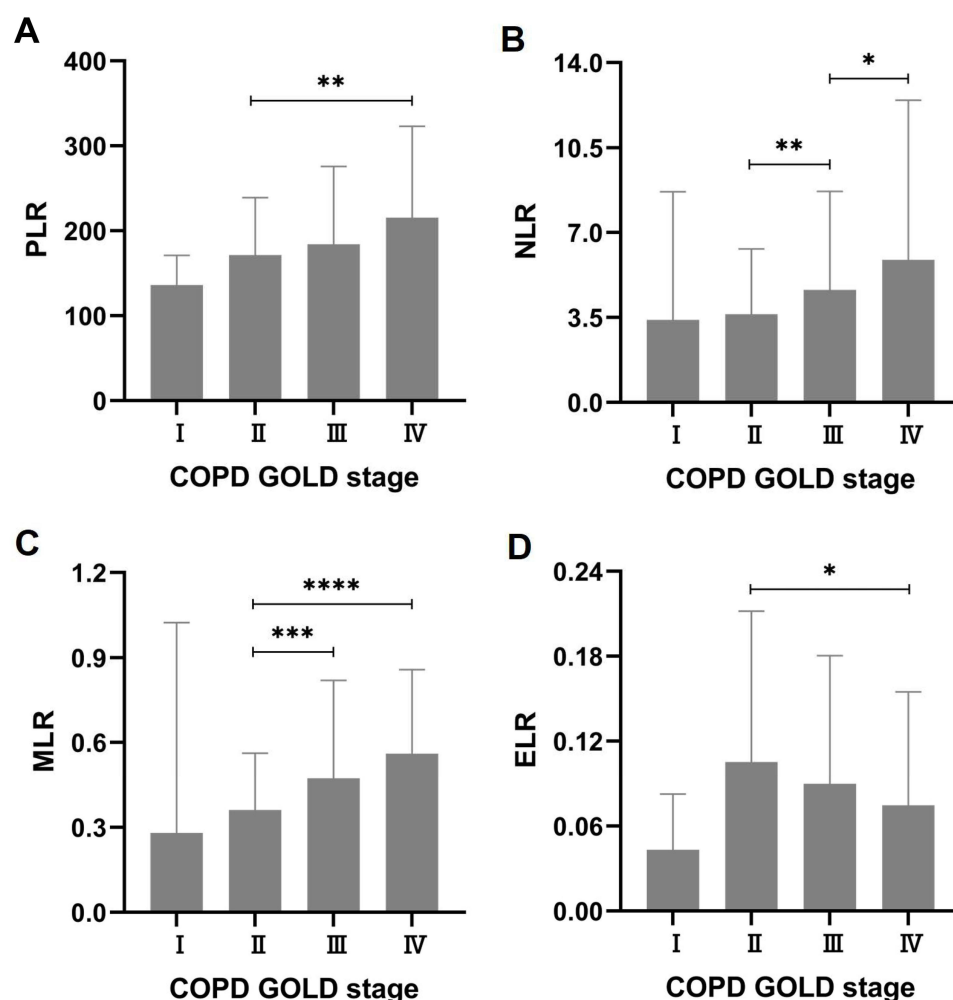 A
400
300
200
100
0
PLR
**
Ⅰ Ⅱ Ⅲ Ⅳ
COPD GOLD stage
B
14.0
10.5
7.0
3.5
0.0
NLR
*
**
Ⅰ Ⅱ Ⅲ Ⅳ
COPD GOLD stage
C
1.2
0.9
0.6
0.3
0.0
MLR
****
***
Ⅰ Ⅱ Ⅲ Ⅳ
COPD GOLD stage
D
0.24
0.18
0.12
0.06
0.00
ELR
*
Ⅰ Ⅱ Ⅲ Ⅳ
COPD GOLD stage